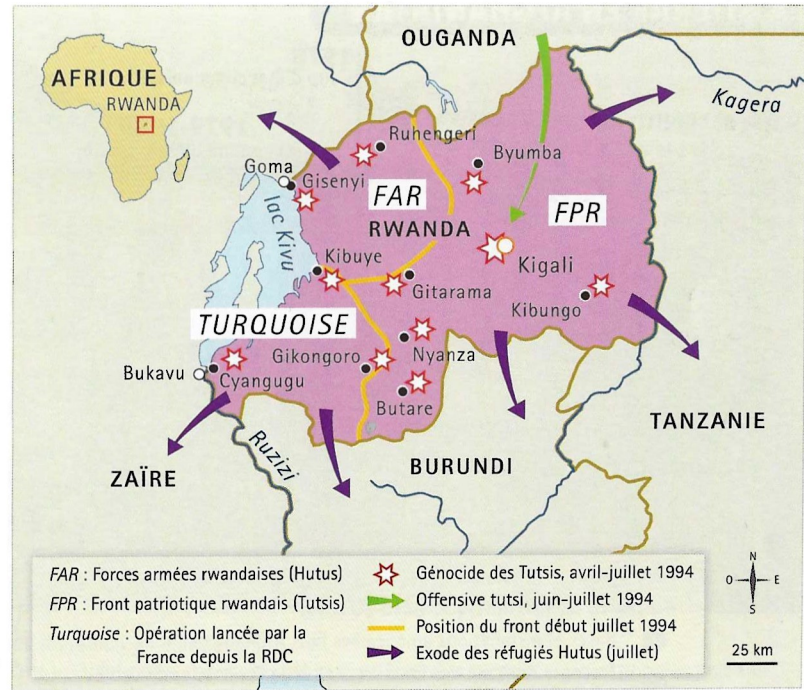 OUGANDA
AFRIQUE
RWANDA
Kagera
Ruhengeri
Byumba
Goma
Gisenyi
FAR
FPR
lac Kivu
RWANDA
Kibuye
Kigali
Gitarama
Kibungo
TURQUOISE
Gikongoro
Nyanza
Bukavu
Cyangugu
Butare
TANZANIE
Ruzizi
BURUNDI
ZAÏRE
FAR : Forces armées rwandaises (Hutus)
FPR : Front patriotique rwandais (Tutsis)
Turquoise : Opération lancée par la
France depuis la RDC
Génocide des Tutsis, avril-juillet 1994
Offensive tutsi, juin-juillet 1994
Position du front début juillet 1994
Exode des réfugiés Hutus (juillet)
N
O E
S
25 km